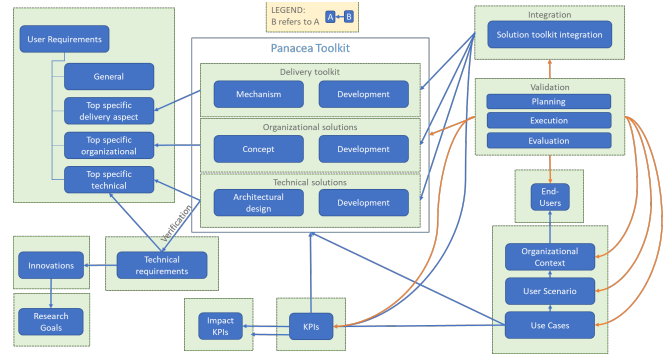 LEGEND:
B refers to A
A
B
User Requirements
General
Top specific
delivery aspect
Top specific
organizational
Top specific
technical
Panacea Toolkit
Delivery toolkit
Mechanism
Development
Organizational solutions
Concept
Development
Technical solutions
Architectural
design
Development
Integration
Solution toolkit integration
Validation
Planning
Execution
Evaluation
End-
Users
Organizational
Context
User Scenario
Use Cases
Verification
Technical
requirements
Innovations
Research
Goals
Impact
KPIs
KPIs